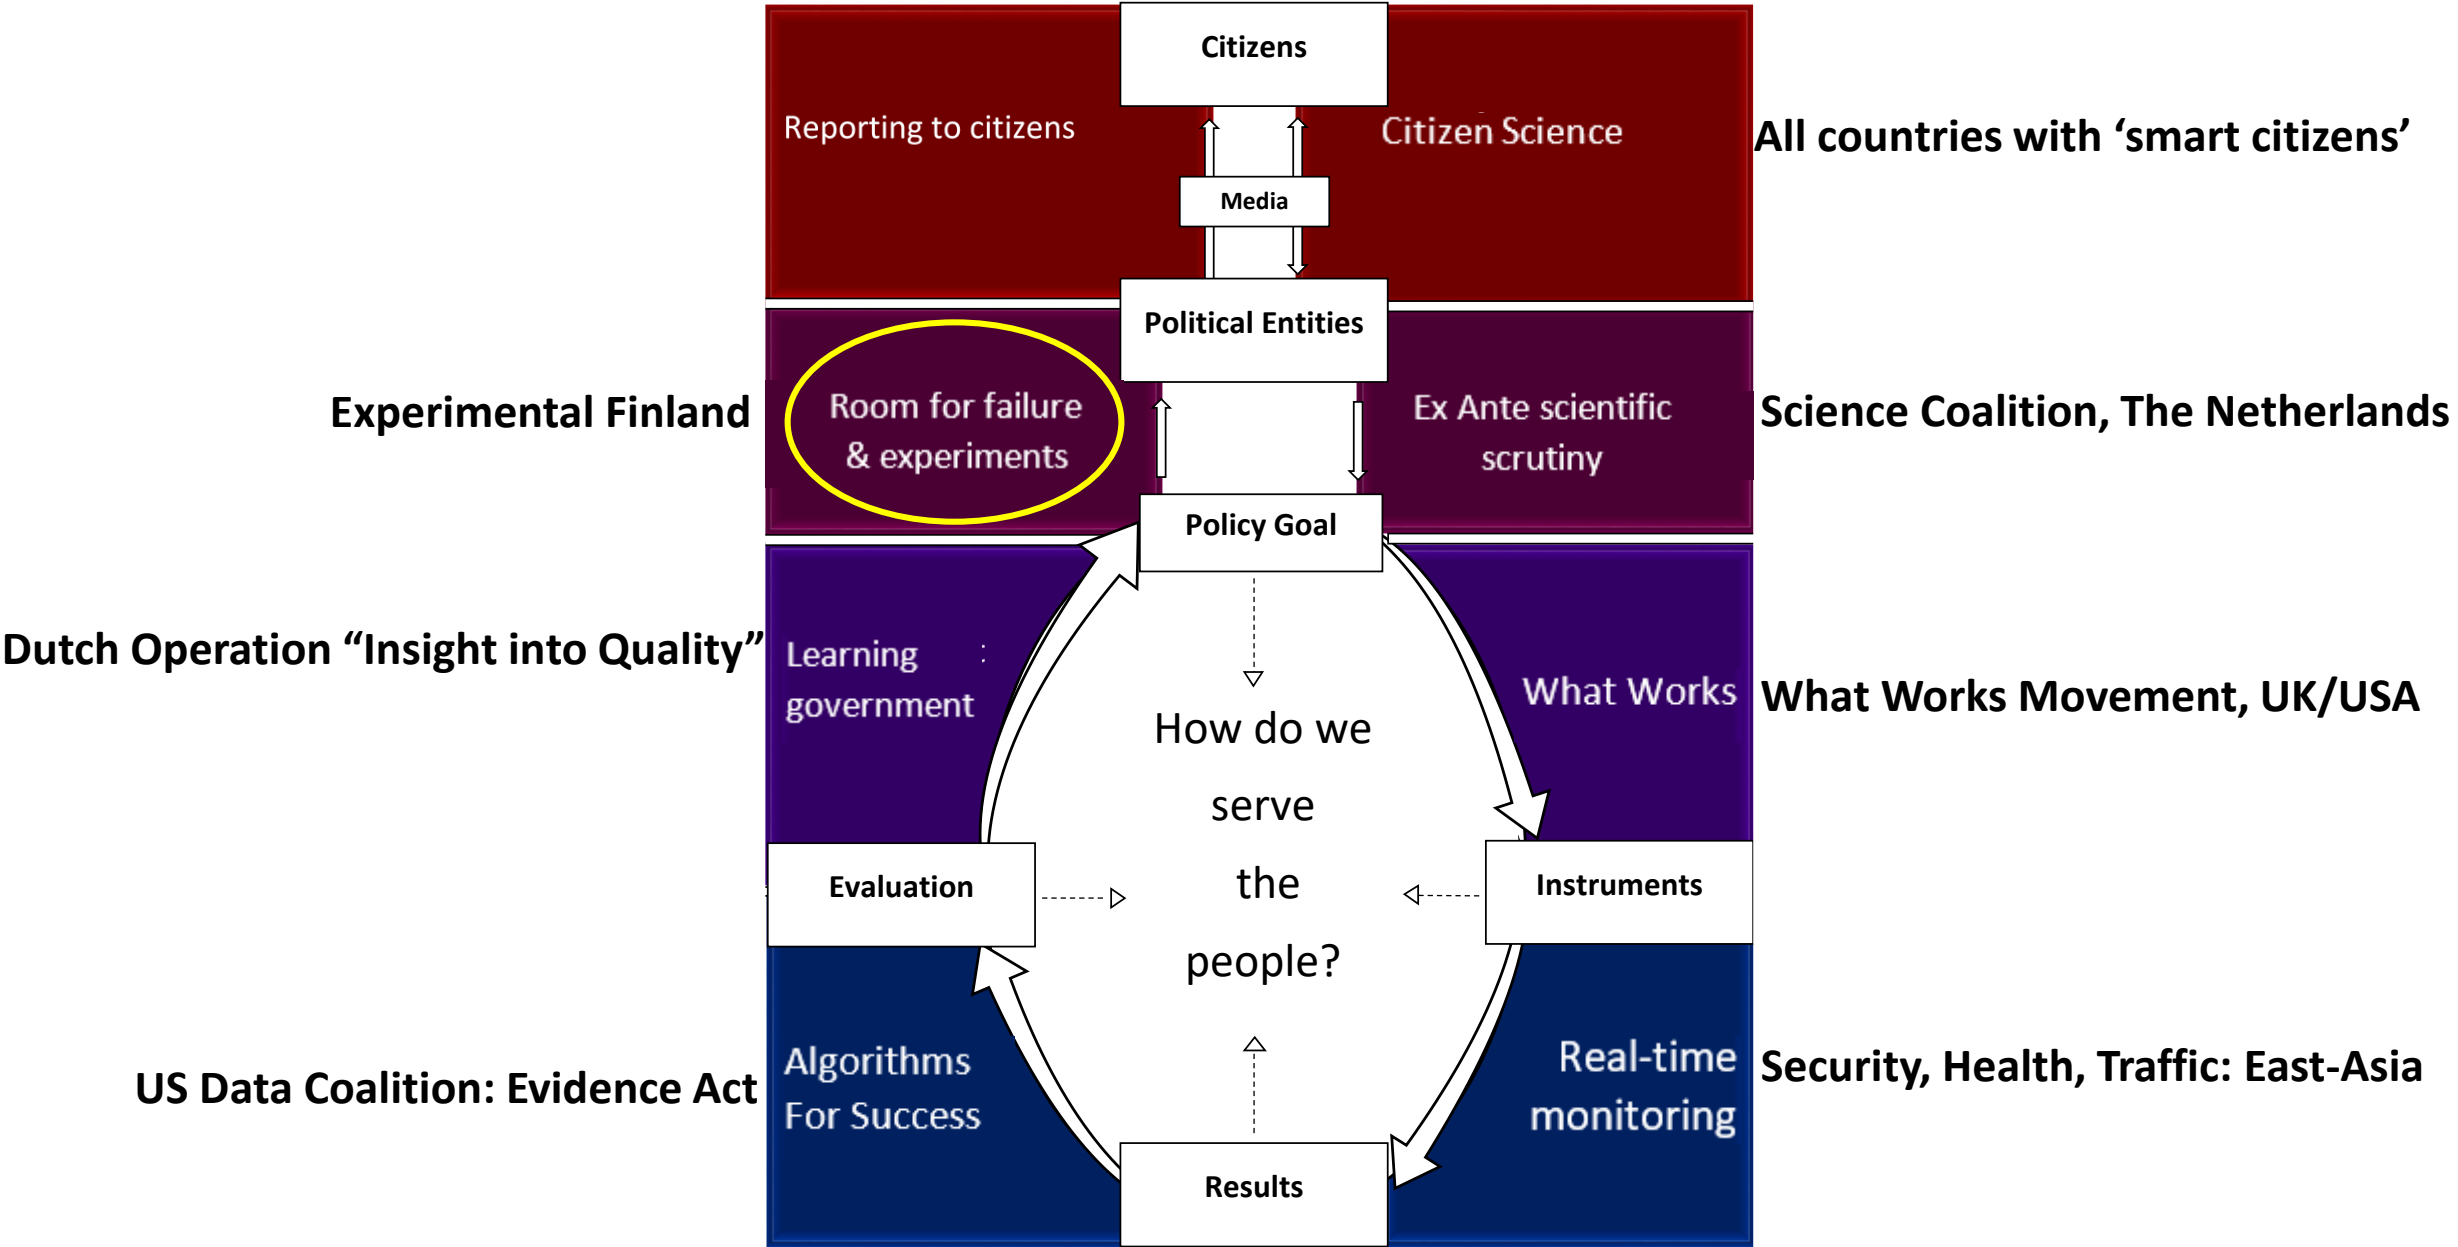 Citizens
Reporting to citizens
Citizen Science
All countries with ‘smart citizens’
Media
Political Entities
Experimental Finland
Room for failure
& experiments
Ex Ante scientific
scrutiny
Science Coalition, The Netherlands
Policy Goal
Dutch Operation “Insight into Quality”
Learning :
government
What Works
What Works Movement, UK/USA
How do we
serve
the
people?
Evaluation
Instruments
US Data Coalition: Evidence Act
Algorithms
For Success
Real-time
monitoring
Security, Health, Traffic: East-Asia
Results